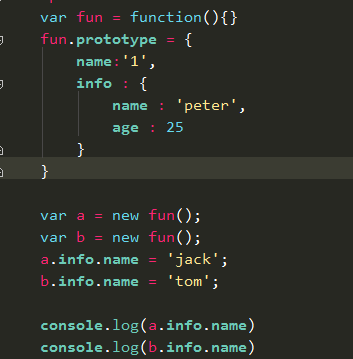 var fun = function(){}
fun.prototype = {
    name:'1',
    info : {
        name : 'peter',
        age : 25
    }
}

var a = new fun();
var b = new fun();
a.info.name = 'jack';
b.info.name = 'tom';

console.log(a.info.name)
console.log(b.info.name)